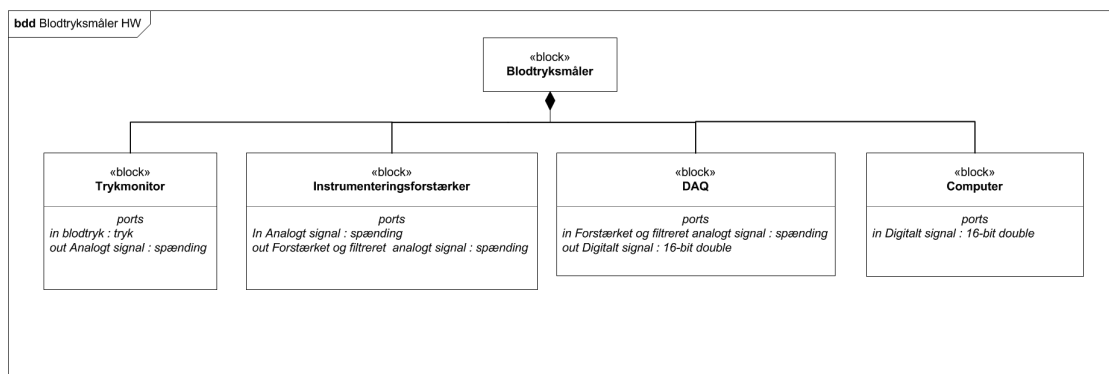 bdd Blodtryksmåler HW
«block»
Blodtryksmåler
«block»
Trykmonitor
ports
in blodtryk : tryk
out Analogt signal : spænding
«block»
Instrumenteringsforstærker
ports
In Analogt signal : spænding
out Forstærket og filtreret analogt signal : spænding
«block»
DAQ
ports
in Forstærket og filtreret analogt signal : spænding
out Digitalt signal : 16-bit double
«block»
Computer
ports
in Digitalt signal : 16-bit double